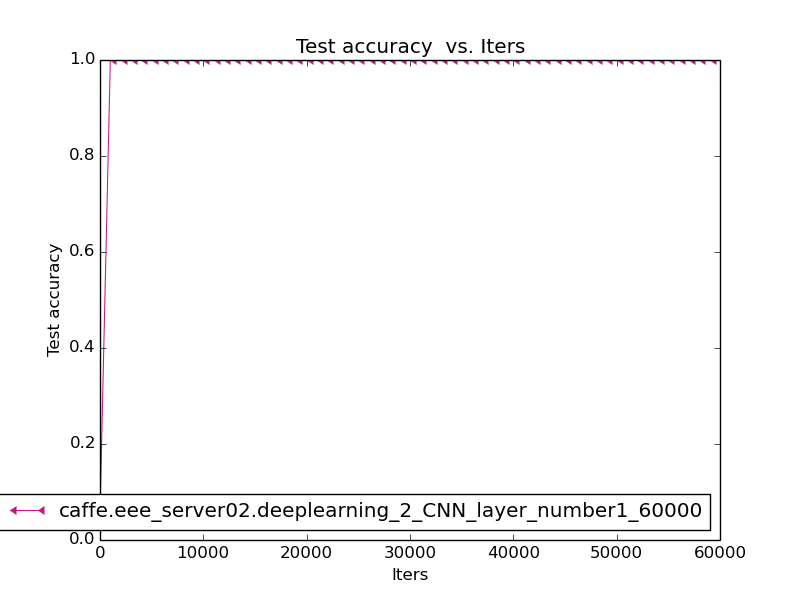 Test accuracy  vs. Iters
1.0
0.8
0.6
0.4
0.2
0.0
Test accuracy
caffe.eee_server02.deeplearning_2_CNN_layer_number1_60000
0 10000 20000 30000 40000 50000 60000
Iters